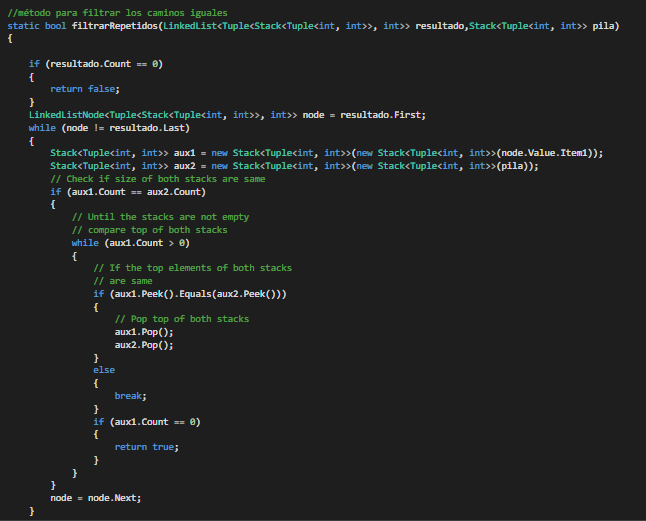 //método para filtrar los caminos iguales
static bool filtrarRepetidos(LinkedList<Tuple<Stack<Tuple<int, int>>, int>> resultado,Stack<Tuple<int, int>> pila)
{
if (resultado.Count == 0)
{
return false;
}
LinkedListNode<Tuple<Stack<Tuple<int, int>>, int>> node = resultado.First;
while (node != resultado.Last)
{
Stack<Tuple<int, int>> aux1 = new Stack<Tuple<int, int>>(new Stack<Tuple<int, int>>(node.Value.Item1));
Stack<Tuple<int, int>> aux2 = new Stack<Tuple<int, int>>(new Stack<Tuple<int, int>>(pila));
// Check if size of both stacks are same
if (aux1.Count == aux2.Count)
{
// Until the stacks are not empty
// compare top of both stacks
while (aux1.Count > 0)
{
// If the top elements of both stacks
// are same
if (aux1.Peek().Equals(aux2.Peek()))
{
// Pop top of both stacks
aux1.Pop();
aux2.Pop();
}
else
{
break;
}
if (aux1.Count == 0)
{
return true;
}
}
}
node = node.Next;
}